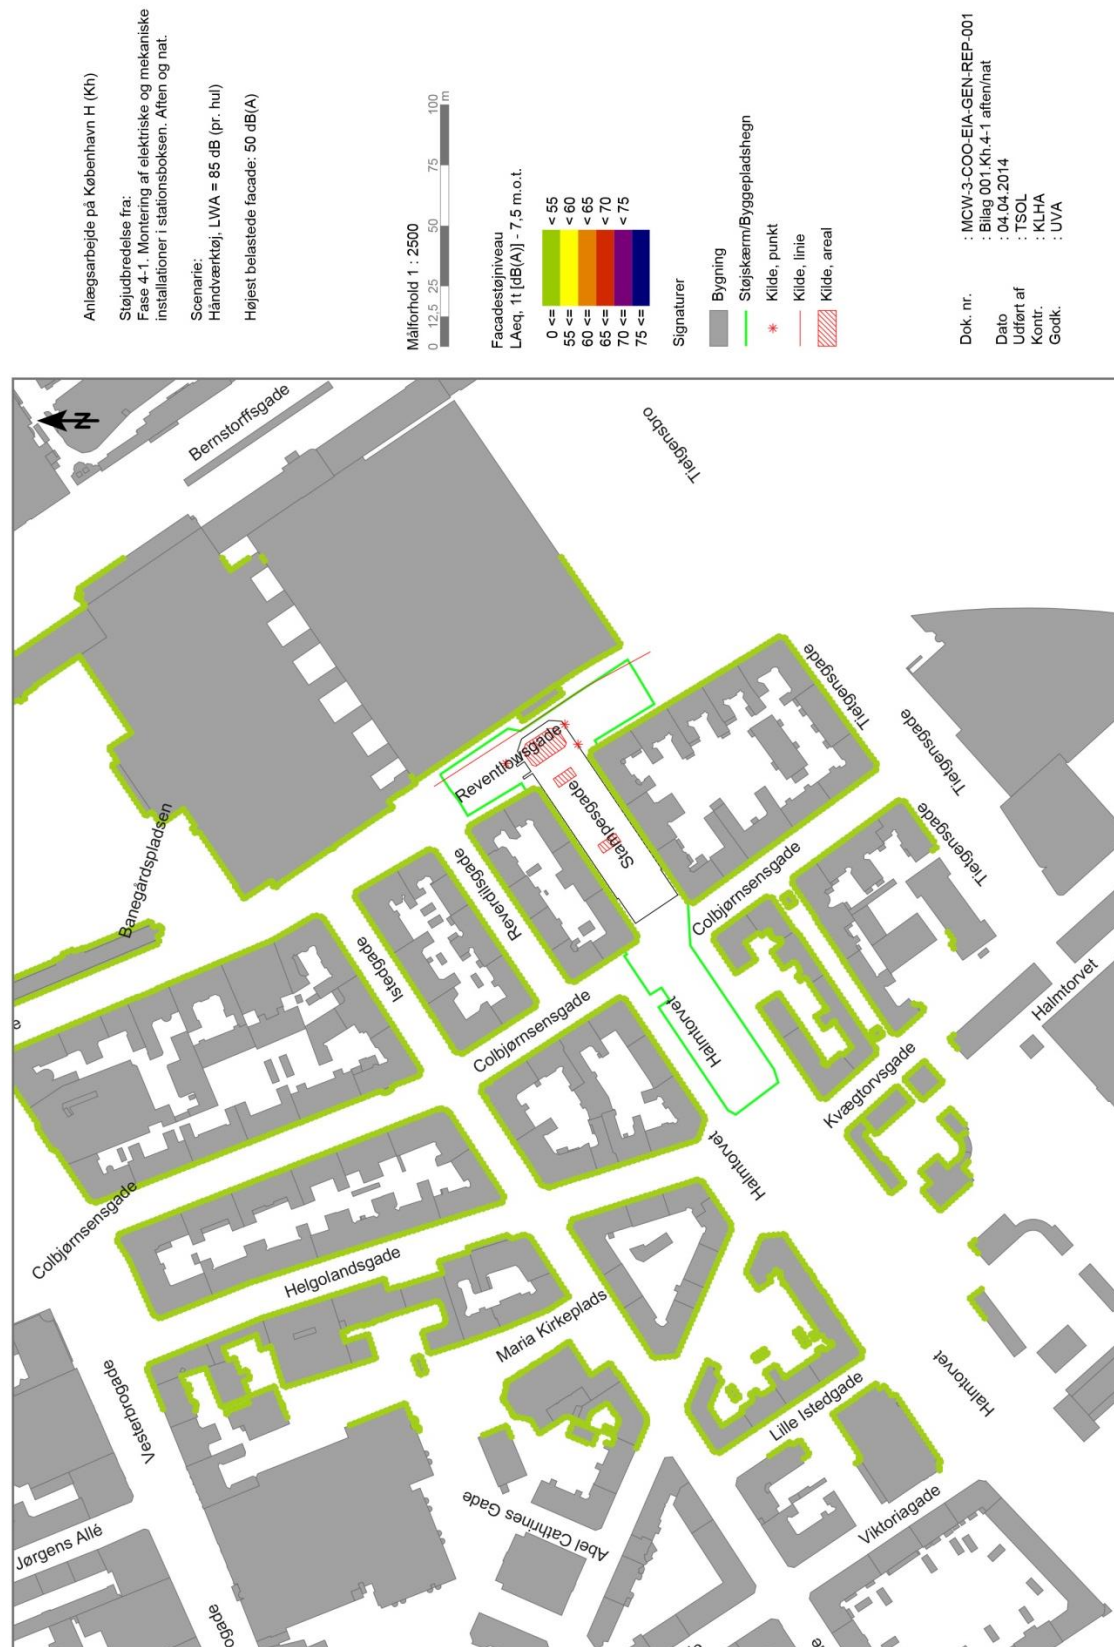 Anlægsarbejde på København H (Kh)
Støjudbredelse fra:
Fase 4-1. Montering af elektriske og mekaniske
installationer i stationsboksen. Aften og nat.
Scenarie:
Håndværktøj, LWA = 85 dB (pr. hul)
Højest belastede facade: 50 dB(A)
Målforhold 1 : 2500
0 12,5 25 50 75 100
m
Facadestøjniveau
LAeq, 1t [dB(A)] - 7,5 m.o.t.
0 <= < 55
55 <= < 60
60 <= < 65
65 <= < 70
70 <= < 75
75 <=
Signaturer
Bygning
Støjskærm/Byggepladshegn
Kilde, punkt
Kilde, linie
Kilde, areal
Dok. nr. : MCW-3-COO-EIA-GEN-REP-001
: Bilag 001.Kh.4-1 aften/nat
Dato : 04.04.2014
Udført af : TSOL
Kontr. : KLHA
Godk. : UVA
N
Bernstorffsgade
Tietgensbro
Banegårdspladsen
Reventlowsgade
Stampesgade
Tietgensgade
Tietgensgade
Tietgensgade
Istedgade
Reverdilsgade
Colbjørnsensgade
Colbjørnsensgade
Colbjørnsensgade
Halmtorvet
Halmtorvet
Halmtorvet
Halmtorvet
Kvægtorvsgade
Helgolandsgade
Maria Kirkeplads
Vesterbrogade
Lille Istedgade
Abel Cathrines Gade
Viktoriagade
Jørgens Allé
ogade
e